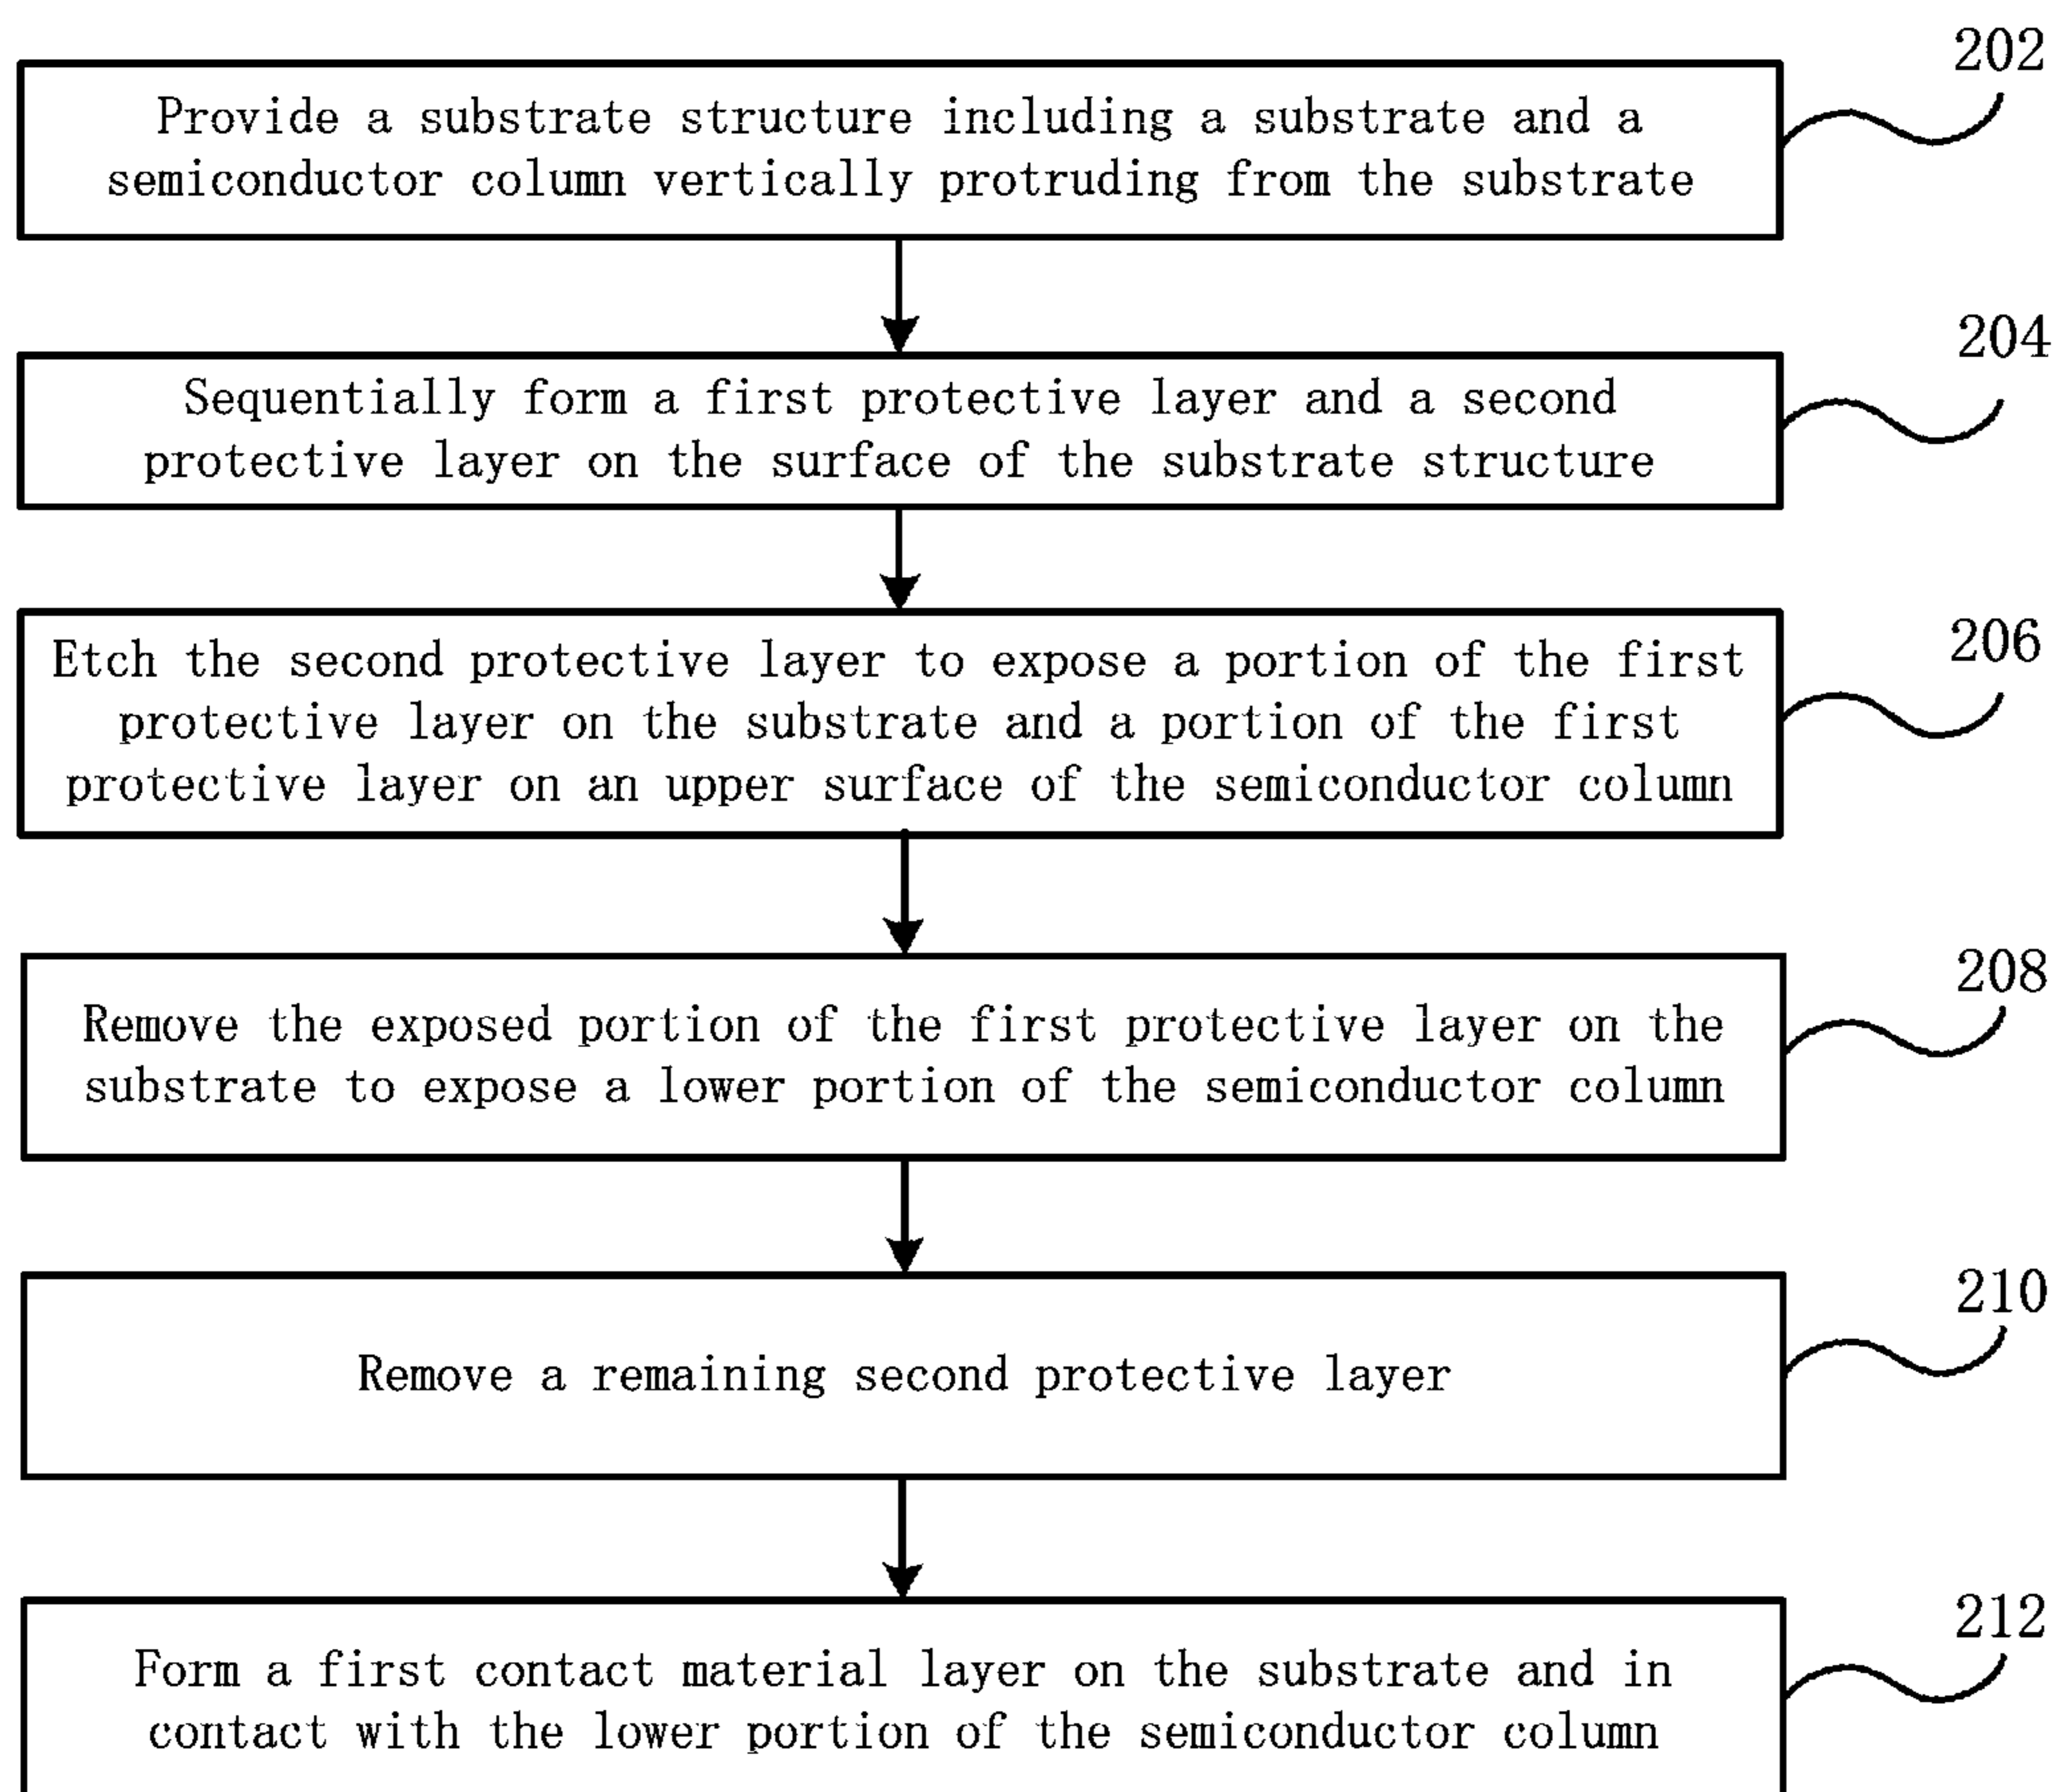 202
Provide a substrate structure including a substrate and a
semiconductor column vertically protruding from the substrate
204
Sequentially form a first protective layer and a second
protective layer on the surface of the substrate structure
206
Etch the second protective layer to expose a portion of the first
protective layer on the substrate and a portion of the first
protective layer on an upper surface of the semiconductor column
208
Remove the exposed portion of the first protective layer on the
substrate to expose a lower portion of the semiconductor column
210
Remove a remaining second protective layer
212
Form a first contact material layer on the substrate and in
contact with the lower portion of the semiconductor column